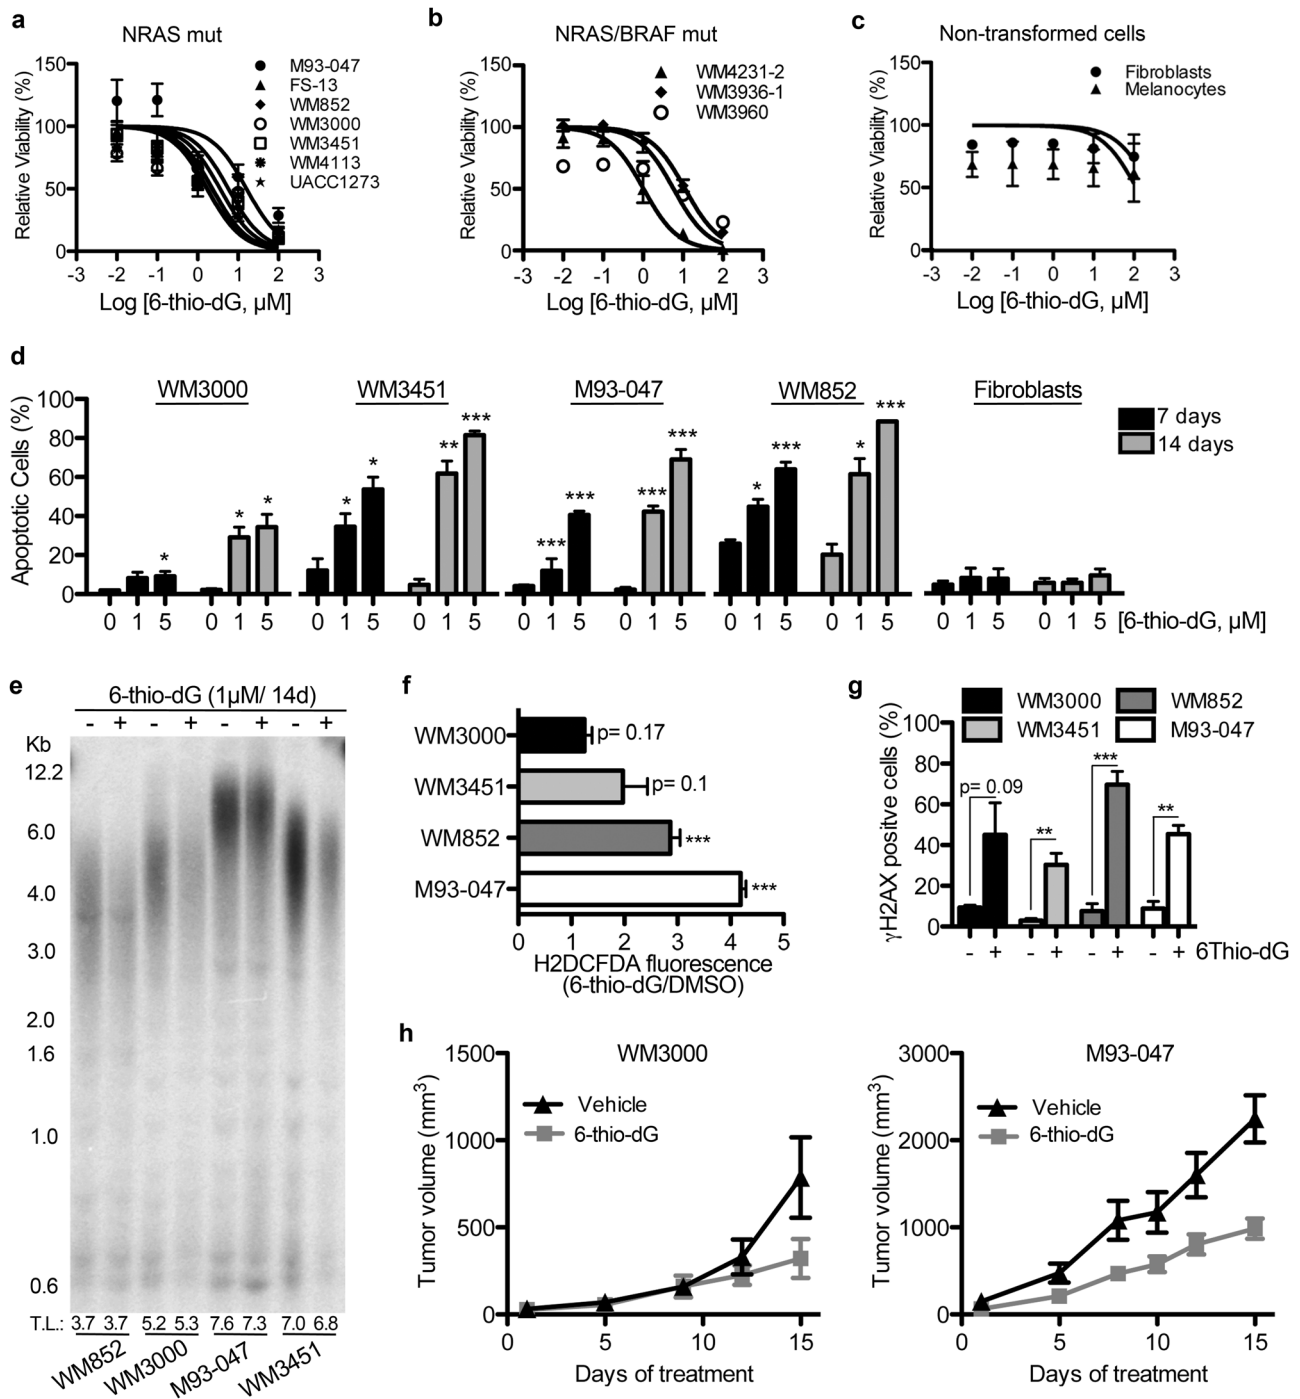 a
NRAS mut
Relative Viability (%)
150
100
50
0
-3 -2 -1 0 1 2 3
Log [6-thio-dG, μM]
M93-047
FS-13
WM852
WM3000
WM3451
WM4113
UACC1273
b
NRAS/BRAF mut
Relative Viability (%)
150
100
50
0
-3 -2 -1 0 1 2 3
Log [6-thio-dG, μM]
WM4231-2
WM3936-1
WM3960
c
Non-transformed cells
Relative Viability (%)
150
100
50
0
-3 -2 -1 0 1 2 3
Log [6-thio-dG, μM]
Fibroblasts
Melanocytes
d
Apoptotic Cells (%)
100
80
60
40
20
0
WM3000 WM3451 M93-047 WM852 Fibroblasts
7 days
14 days
* * *
* * ** ***
*** *** *** ***
* *** * ***
0 1 5 0 1 5 0 1 5 0 1 5 0 1 5 0 1 5 0 1 5 0 1 5 0 1 5 0 1 5 [6-thio-dG, μM]
e
6-thio-dG (1μM/ 14d)
- + - + - + - +
Kb
12.2
6.0
4.0
3.0
2.0
1.6
1.0
0.6
T.L.: 3.7 3.7 5.2 5.3 7.6 7.3 7.0 6.8
WM852 WM3000 M93-047 WM3451
f
WM3000 p= 0.17
WM3451 p= 0.1
WM852 ***
M93-047 ***
0 1 2 3 4 5
H2DCFDA fluorescence
(6-thio-dG/DMSO)
g
WM3000 WM852
WM3451 M93-047
γH2AX positive cells (%)
100
80
60
40
20
0
p= 0.09 ** *** **
- + - + - + - + 6Thio-dG
h
WM3000
Tumor volume (mm3)
1500
1000
500
0
Vehicle
6-thio-dG
0 5 10 15
Days of treatment
M93-047
Tumor volume (mm3)
3000
2000
1000
0
Vehicle
6-thio-dG
0 5 10 15
Days of treatment